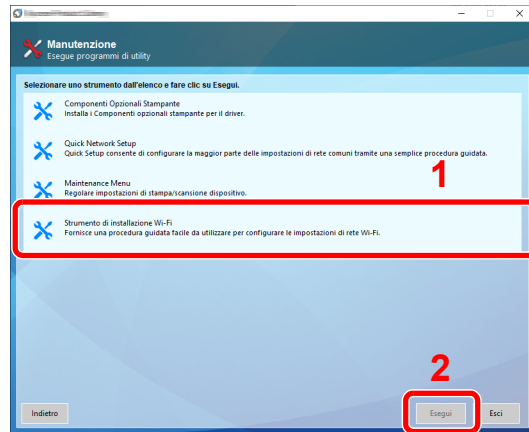 Manutenzione
Esegue programmi di utility
Selezionare uno strumento dall'elenco e fare clic su Esegui.
Componenti Opzionali Stampante
Installa i Componenti opzionali stampante per il driver.
Quick Network Setup
Quick Setup consente di configurare la maggior parte delle impostazioni di rete comuni tramite una semplice procedura guidata.
1
Maintenance Menu
Regolare impostazioni di stampa/scansione dispositivo.
Strumento di installazione Wi-Fi
Fornisce una procedura guidata facile da utilizzare per configurare le impostazioni di rete Wi-Fi.
2
Indietro
Esegui
Esci